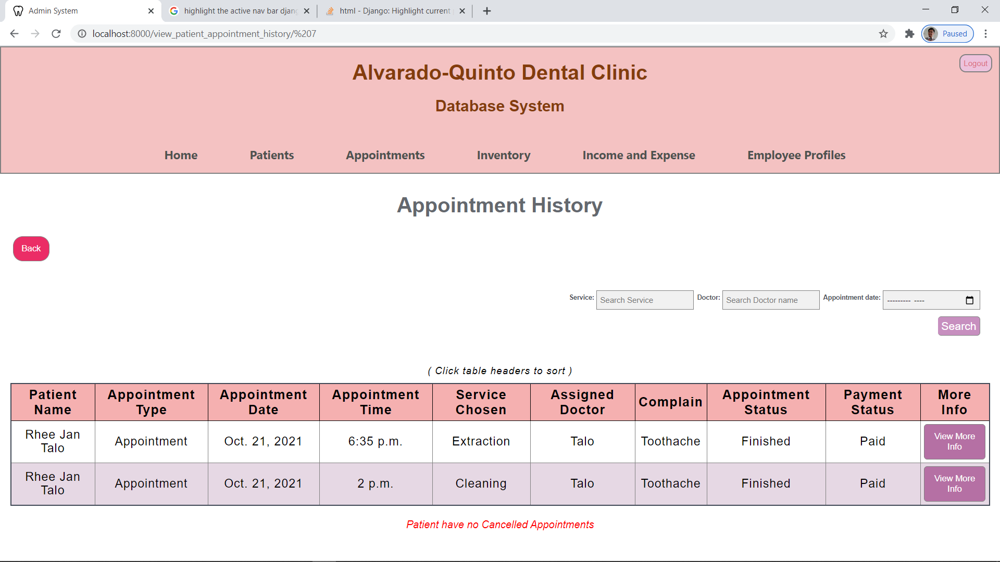 Admin System
highlight the active nav bar djang
html - Django: Highlight current
localhost:8000/view_patient_appointment_history/%207
Paused
Alvarado-Quinto Dental Clinic
Logout
Database System
Home Patients Appointments Inventory Income and Expense Employee Profiles
Appointment History
Back
Service: Search Service Doctor: Search Doctor name Appointment date: --------- ----
Search
( Click table headers to sort )
Patient Name Appointment Type Appointment Date Appointment Time Service Chosen Assigned Doctor Complain Appointment Status Payment Status More Info
Rhee Jan Talo Appointment Oct. 21, 2021 6:35 p.m. Extraction Talo Toothache Finished Paid View More Info
Rhee Jan Talo Appointment Oct. 21, 2021 2 p.m. Cleaning Talo Toothache Finished Paid View More Info
Patient have no Cancelled Appointments